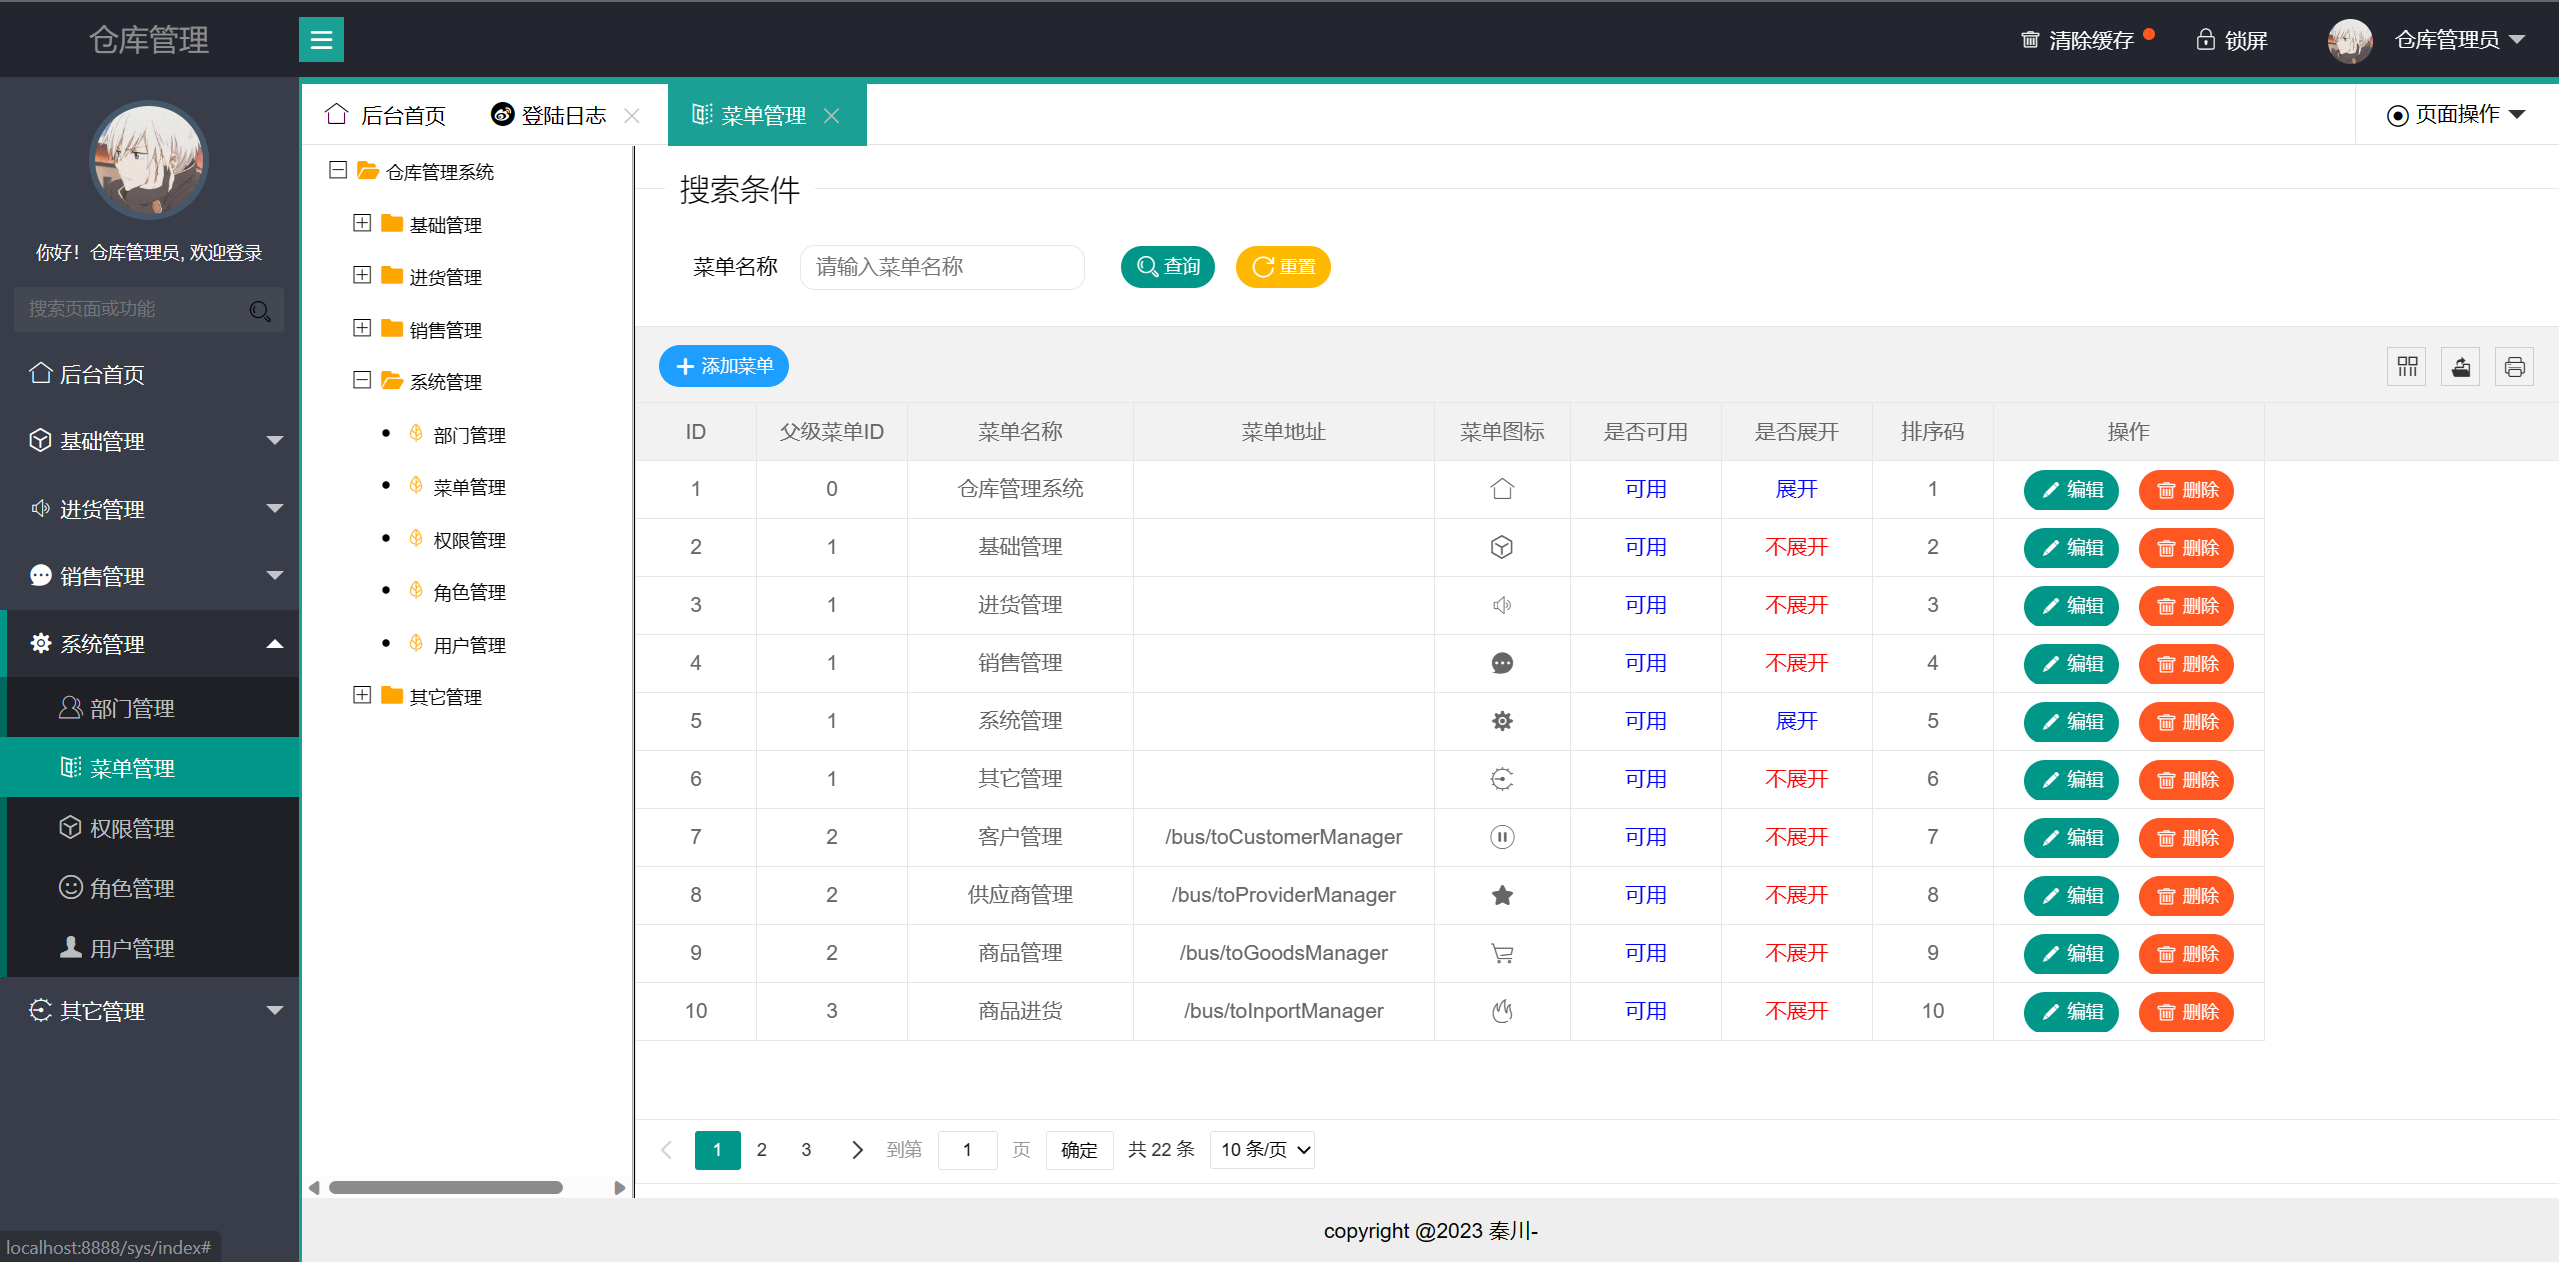 仓库管理
清除缓存
锁屏
仓库管理员
你好！仓库管理员, 欢迎登录
搜索页面或功能
后台首页
基础管理
进货管理
销售管理
系统管理
部门管理
菜单管理
权限管理
角色管理
用户管理
其它管理
localhost:8888/sys/index#
后台首页
登陆日志
菜单管理
页面操作
仓库管理系统
基础管理
进货管理
销售管理
系统管理
部门管理
菜单管理
权限管理
角色管理
用户管理
其它管理
搜索条件
菜单名称 请输入菜单名称 查询 重置
添加菜单
ID 父级菜单ID 菜单名称 菜单地址 菜单图标 是否可用 是否展开 排序码 操作
1 0 仓库管理系统 可用 展开 1 编辑 删除
2 1 基础管理 可用 不展开 2 编辑 删除
3 1 进货管理 可用 不展开 3 编辑 删除
4 1 销售管理 可用 不展开 4 编辑 删除
5 1 系统管理 可用 展开 5 编辑 删除
6 1 其它管理 可用 不展开 6 编辑 删除
7 2 客户管理 /bus/toCustomerManager 可用 不展开 7 编辑 删除
8 2 供应商管理 /bus/toProviderManager 可用 不展开 8 编辑 删除
9 2 商品管理 /bus/toGoodsManager 可用 不展开 9 编辑 删除
10 3 商品进货 /bus/toInportManager 可用 不展开 10 编辑 删除
1 2 3 到第 1 页 确定 共 22 条 10 条/页
copyright @2023 秦川-